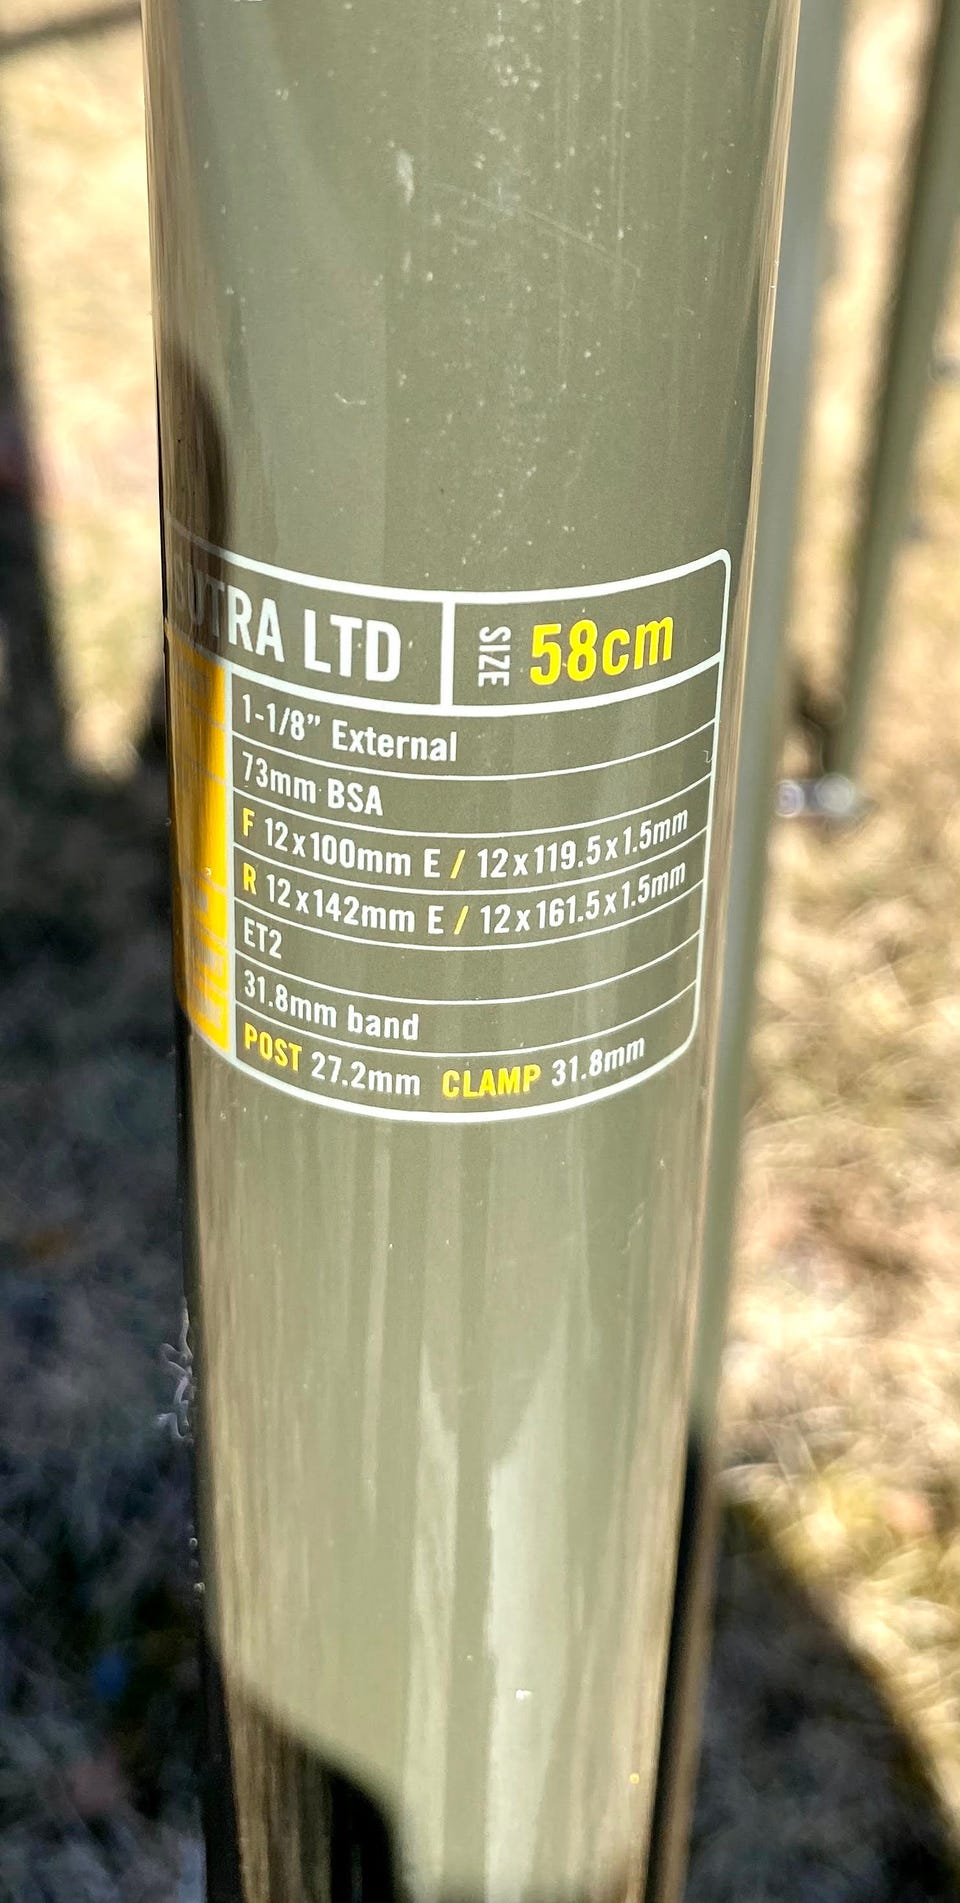 SUTRA LTD SIZE 58cm
1-1/8” External
73mm BSA
F 12x100mm E / 12x119.5x1.5mm
R 12x142mm E / 12x161.5x1.5mm
ET2
31.8mm band
POST 27.2mm CLAMP 31.8mm